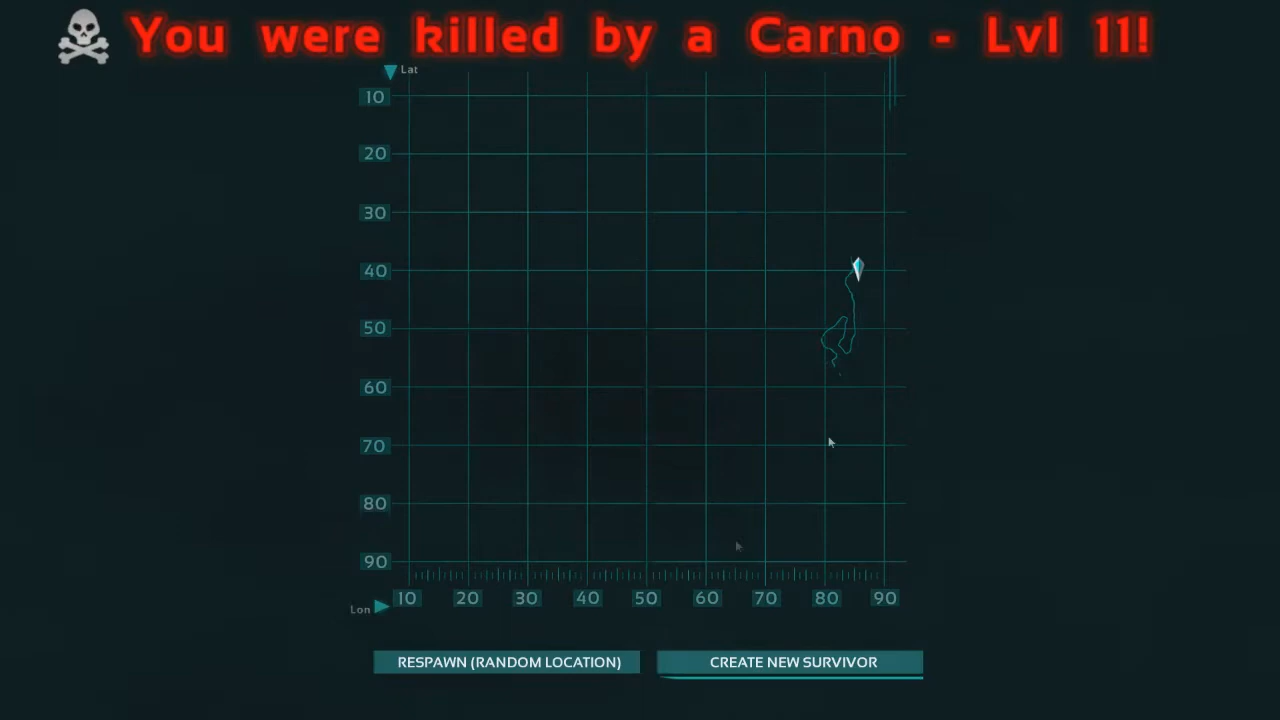 You were killed by a Carno - Lvl 11!
Lat
10
20
30
40
50
60
70
80
90
Lon
10 20 30 40 50 60 70 80 90
RESPAWN (RANDOM LOCATION) CREATE NEW SURVIVOR